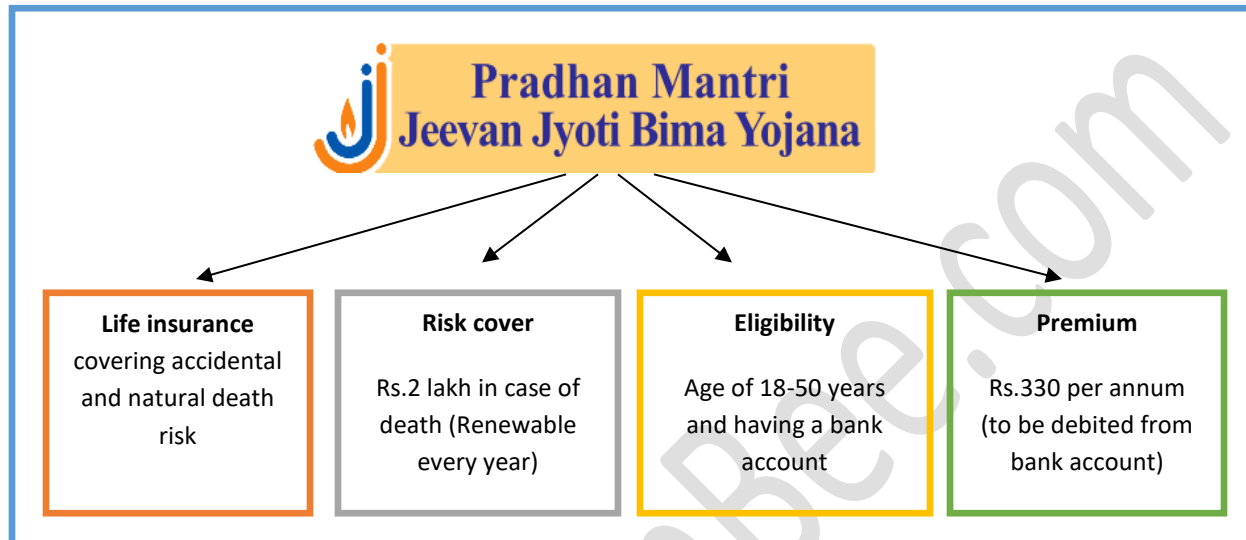 Pradhan Mantri
Jeevan Jyoti Bima Yojana
Life insurance
covering accidental
and natural death
risk
Risk cover
Rs.2 lakh in case of
death (Renewable
every year)
Eligibility
Age of 18-50 years
and having a bank
account
Premium
Rs.330 per annum
(to be debited from
bank account)
Bee.com